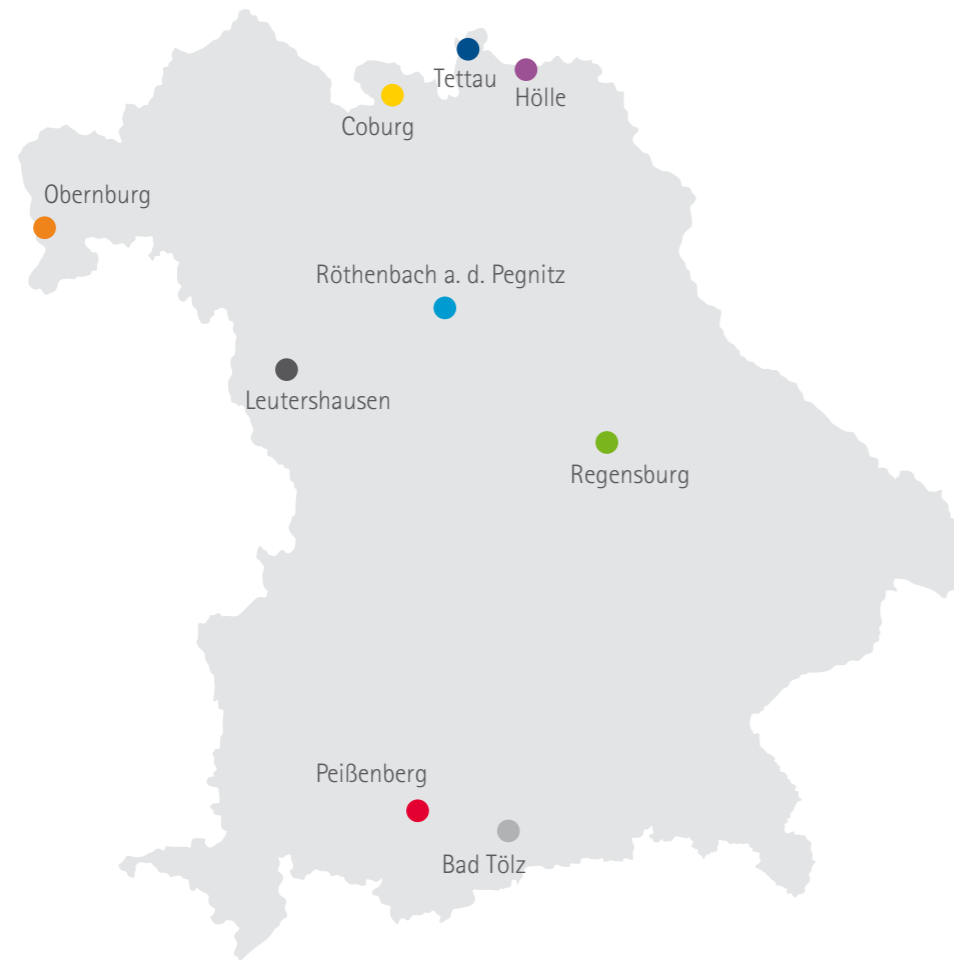 Tettau
Hölle
Coburg
Obernburg
Röthenbach a. d. Pegnitz
Leutershausen
Regensburg
Peißenberg
Bad Tölz